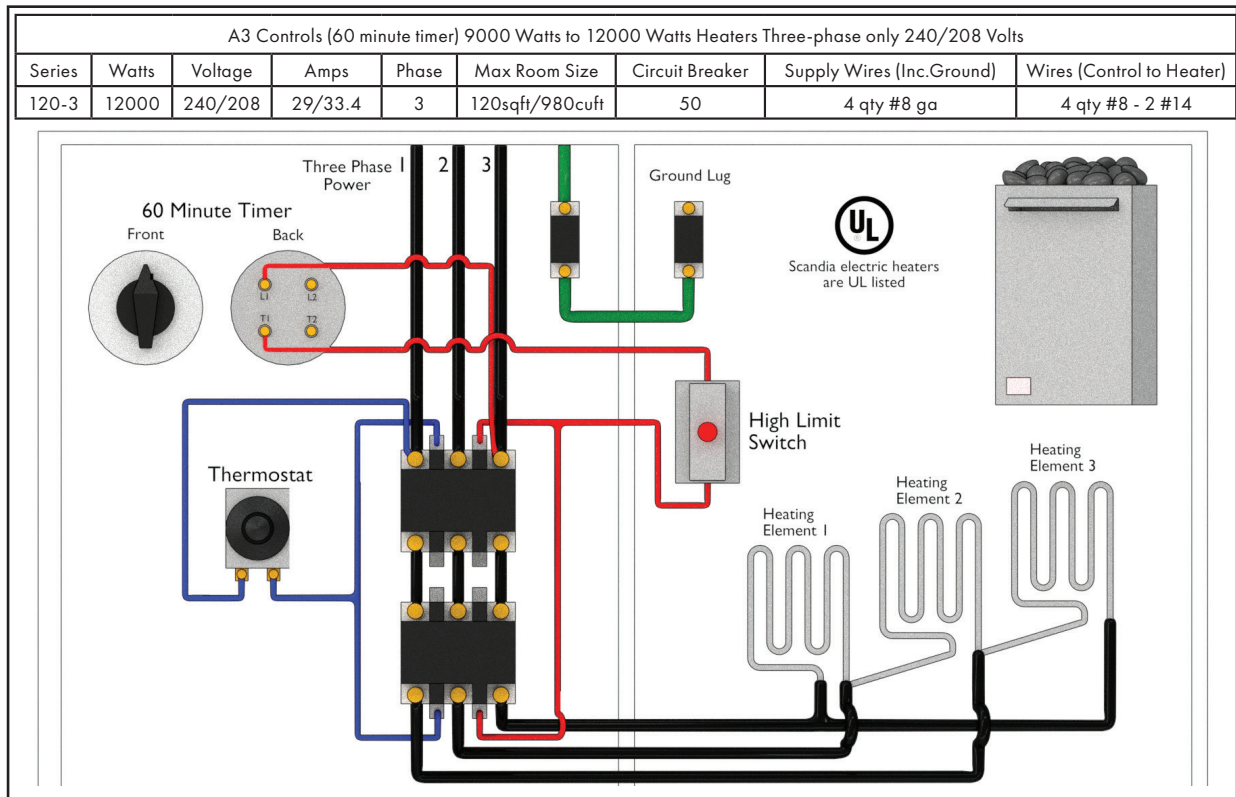 A3 Controls (60 minute timer) 9000 Watts to 12000 Watts Heaters Three-phase only 240/208 Volts
Series Watts Voltage Amps Phase Max Room Size Circuit Breaker Supply Wires (Inc.Ground) Wires (Control to Heater)
120-3 12000 240/208 29/33.4 3 120sqft/980cuft 50 4 qty #8 ga 4 qty #8 - 2 #14
Three Phase
Power
1 2 3
60 Minute Timer
Front Back
L1 L2
T1 T2
Ground Lug
UL
®
Scandia electric heaters
are UL listed
High Limit
Switch
Thermostat
Heating
Element 1
Heating
Element 2
Heating
Element 3